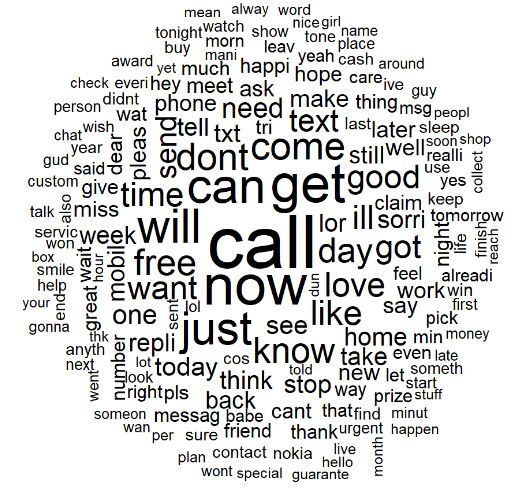 mean alway word
tonight watch show nice girl
buy morn leav tone name
award mani yeah place
yet much happi hope cash around
check everi hey meet ask care ive
person didnt phone need make thing guy
wat send tell txt tri text last msg peopl
chat wish dear pleas dont come still later sleep
year gud said well soon shop
realli
custom give time can get good use collect
also miss claim yes keep
talk will lor ill sorri tomorrow
servic won week call day got night life finish reach
box wait hour mobil free feel alreadi
smile great want now dun love work win
help your end sent lol like say first
gonna one just see pick
thk repli know home min money
anyth number lot cos take even late
next today told new let someth
went look think stop way prize start stuff
right pls back
someon messag babe cant that find minut
wan friend thank urgent happen
per sure live
plan contact nokia hello month
wont special guarante